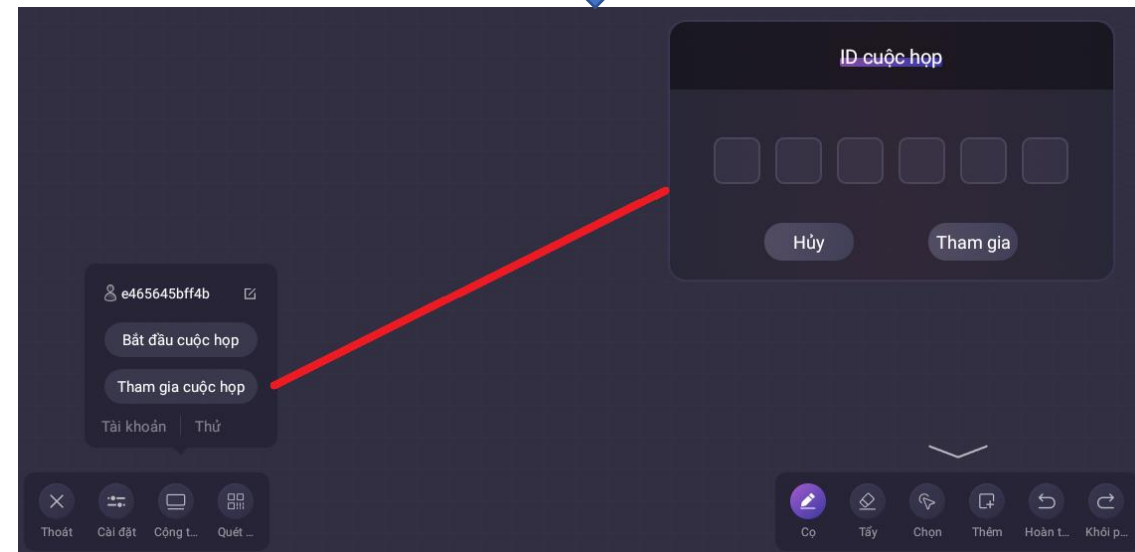 ID cuộc họp
Hủy
Tham gia
e465645bff4b
Bắt đầu cuộc họp
Tham gia cuộc họp
Tài khoản
Thử
Thoát
Cài đặt
Cộng t...
Quét ...
Cọ
Tẩy
Chọn
Thêm
Hoàn t...
Khôi p...